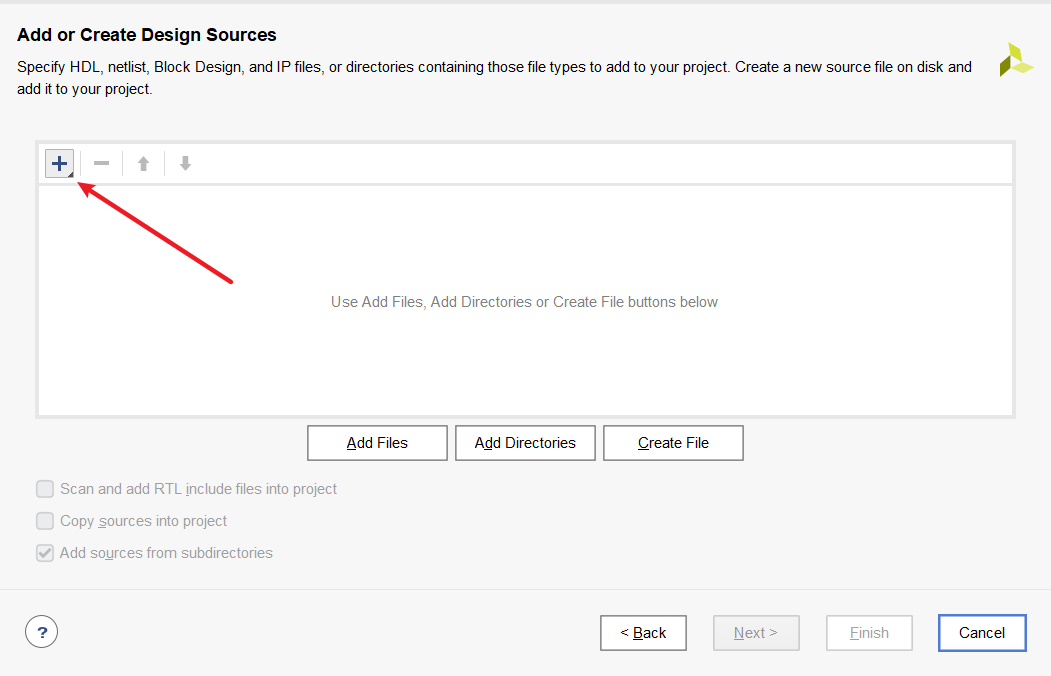 Add or Create Design Sources
Specify HDL, netlist, Block Design, and IP files, or directories containing those file types to add to your project. Create a new source file on disk and
add it to your project.
Use Add Files, Add Directories or Create File buttons below
Add Files
Add Directories
Create File
Scan and add RTL include files into project
Copy sources into project
Add sources from subdirectories
?
< Back
Next >
Finish
Cancel